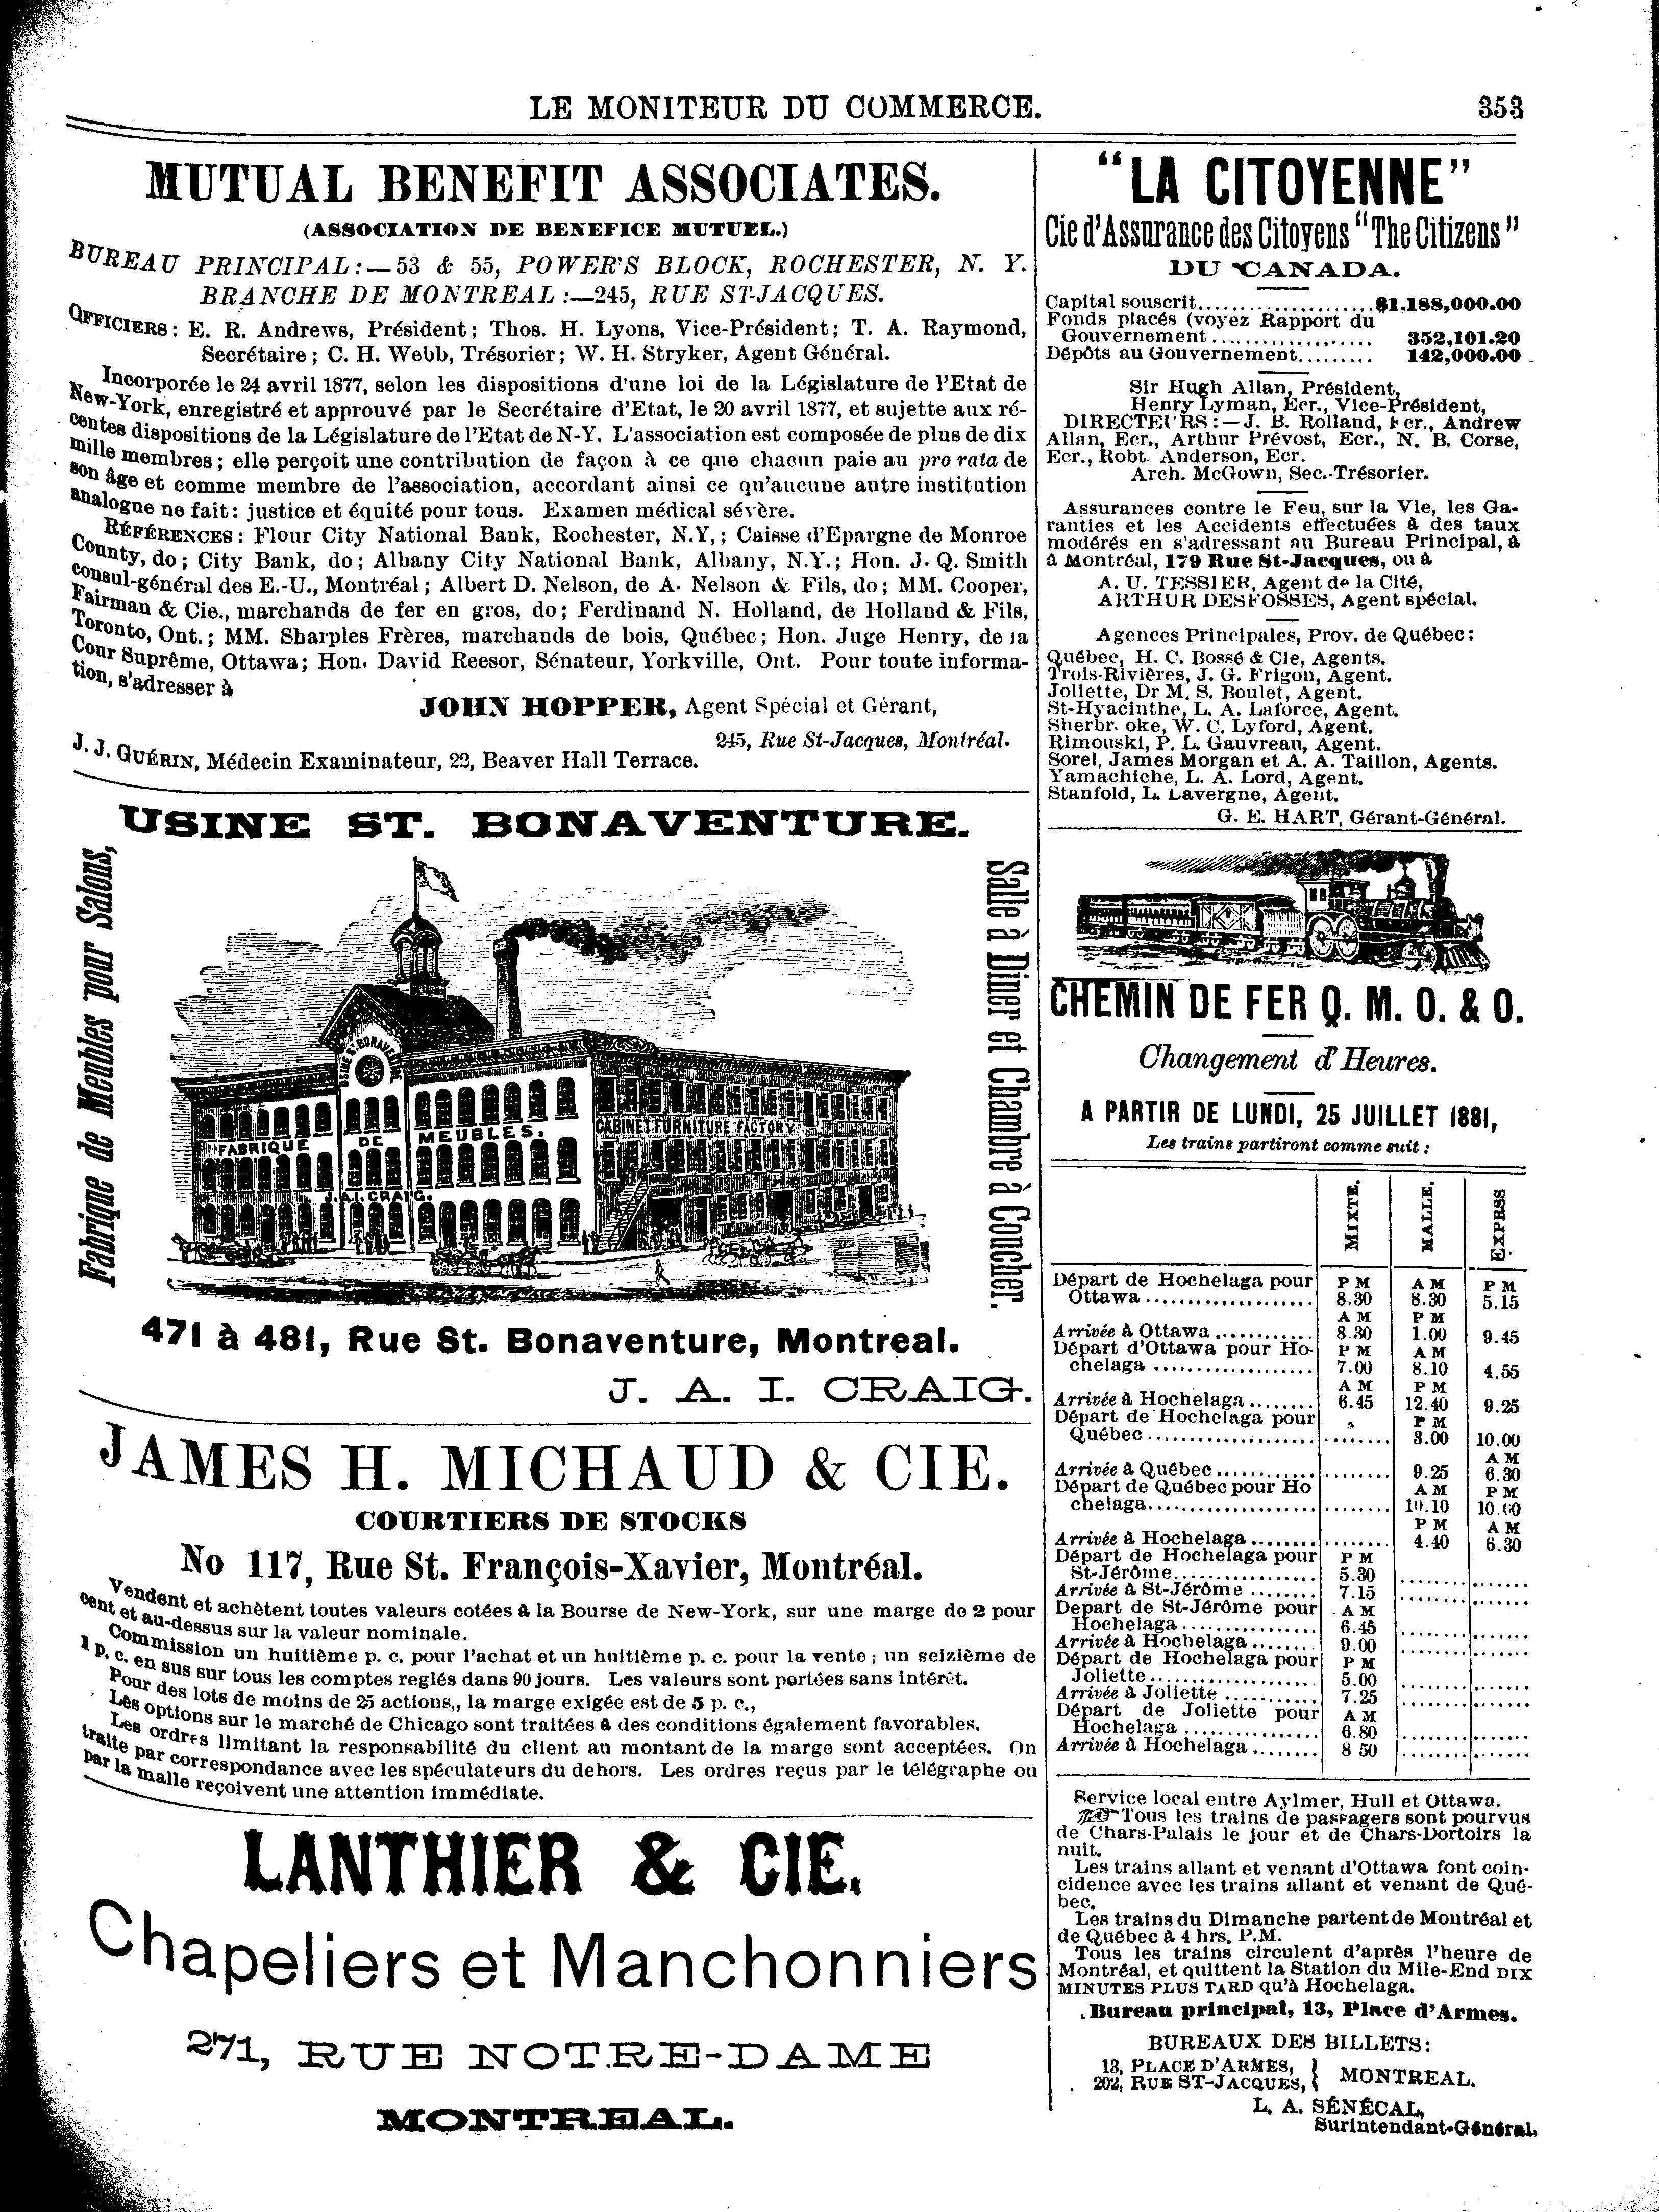 LE MONITEUR DU COMMERCE.
353
MUTUAL BENEFIT ASSOCIATES.
(ASSOCIATION DE BENEFICE MUTUEL.)
BUREAU PRINCIPAL:—53 & 55, POWER'S BLOCK, ROCHESTER, N. Y.
BRANCHE DE MONTREAL:—245, RUE ST-JACQUES.
OFFICIERS: E. R. Andrews, Président; Thos. H. Lyons, Vice-Président; T. A. Raymond,
Secrétaire; C. H. Webb, Trésorier; W. H. Stryker, Agent Général.
Incorporée le 24 avril 1877, selon les dispositions d'une loi de la Législature de l'Etat de
New-York, enregistré et approuvé par le Secrétaire d'Etat, le 20 avril 1877, et sujette aux ré-
centes dispositions de la Législature de l'Etat de N-Y. L'association est composée de plus de dix
mille membres; elle perçoit une contribution de façon à ce que chacun paie au pro rata de
son âge et comme membre de l'association, accordant ainsi ce qu'aucune autre institution
analogue ne fait: justice et équité pour tous. Examen médical sévère.
RÉFÉRENCES: Flour City National Bank, Rochester, N.Y,; Caisse d'Epargne de Monroe
County, do; City Bank, do; Albany City National Bank, Albany, N.Y.; Hon. J. Q. Smith
consul-général des E.-U., Montréal; Albert D. Nelson, de A. Nelson & Fils, do; MM. Cooper,
Fairman & Cie., marchands de fer en gros, do; Ferdinand N. Holland, de Holland & Fils,
Toronto, Ont.; MM. Sharples Frères, marchands de bois, Québec; Hon. Juge Henry, de la
Cour Suprême, Ottawa; Hon. David Reesor, Sénateur, Yorkville, Ont. Pour toute informa-
tion, s'adresser à
JOHN HOPPER, Agent Spécial et Gérant,
245, Rue St-Jacques, Montréal.
J. J. GUÉRIN, Médecin Examinateur, 22, Beaver Hall Terrace.
USINE ST. BONAVENTURE.
Fabrique de Meubles pour Salons,
Salle à Diner et Chambre à Coucher.
USINE ST. BONAVENTURE
FABRIQUE DE MEUBLES.
CABINET FURNITURE FACTORY
J.A.I. CRAIG.
471 à 481, Rue St. Bonaventure, Montreal.
J. A. I. CRAIG.
JAMES H. MICHAUD & CIE.
COURTIERS DE STOCKS
No 117, Rue St. François-Xavier, Montréal.
Vendent et achètent toutes valeurs cotées à la Bourse de New-York, sur une marge de 2 pour
cent et au-dessus sur la valeur nominale.
Commission un huitième p. c. pour l'achat et un huitième p. c. pour la vente; un seizième de
1 p. c. en sus sur tous les comptes reglés dans 90 jours. Les valeurs sont portées sans intérêt.
Pour des lots de moins de 25 actions,, la marge exigée est de 5 p. c.,
Les options sur le marché de Chicago sont traitées à des conditions également favorables.
Les ordres limitant la responsabilité du client au montant de la marge sont acceptées. On
traite par correspondance avec les spéculateurs du dehors. Les ordres reçus par le télégraphe ou
par la malle reçoivent une attention immédiate.
LANTHIER & CIE.
Chapeliers et Manchonniers
271, RUE NOTRE-DAME
MONTREAL.
"LA CITOYENNE"
Cie d'Assurance des Citoyens "The Citizens"
DU CANADA.
Capital souscrit....................$1,188,000.00
Fonds placés (voyez Rapport du
Gouvernement.................. 352,101.20
Dépôts au Gouvernement......... 142,000.00
Sir Hugh Allan, Président,
Henry Lyman, Ecr., Vice-Président,
DIRECTEURS:—J. B. Rolland, Ecr., Andrew
Allan, Ecr., Arthur Prévost, Ecr., N. B. Corse,
Ecr., Robt. Anderson, Ecr.
Arch. McGown, Sec.-Trésorier.
Assurances contre le Feu, sur la Vie, les Ga-
ranties et les Accidents effectuées à des taux
modérés en s'adressant au Bureau Principal, à
à Montréal, 179 Rue St-Jacques, ou à
A. U. TESSIER, Agent de la Cité,
ARTHUR DESFOSSES, Agent spécial.
Agences Principales, Prov. de Québec:
Québec, H. C. Bossé & Cie, Agents.
Trois-Rivières, J. G. Frigon, Agent.
Joliette, Dr M. S. Boulet, Agent.
St-Hyacinthe, L. A. Laforce, Agent.
Sherbr. oke, W. C. Lyford, Agent.
Rimouski, P. L. Gauvreau, Agent.
Sorel, James Morgan et A. A. Taillon, Agents.
Yamachiche, L. A. Lord, Agent.
Stanfold, L. Lavergne, Agent.
G. E. HART, Gérant-Général.
CHEMIN DE FER Q. M. O. & O.
Changement d'Heures.
A PARTIR DE LUNDI, 25 JUILLET 1881,
Les trains partiront comme suit:
MIXTE. MALLE. EXPRSS
Départ de Hochelaga pour P M A M P M
Ottawa.................... 8.30 8.30 5.15
A M P M
Arrivée à Ottawa............ 8.30 1.00 9.45
Départ d'Ottawa pour Ho- P M A M
chelaga.................. 7.00 8.10 4.55
A M P M
Arrivée à Hochelaga........ 6.45 12.40 9.25
Départ de Hochelaga pour P M
Québec.................... ........ 3.00 10.00
A M
Arrivée à Québec............ ........ 9.25 6.30
Départ de Québec pour Ho A M P M
chelaga.................... ........ 10.10 10.00
P M A M
Arrivée à Hochelaga........ ........ 4.40 6.30
Départ de Hochelaga pour P M
St-Jérôme................. 5.30 ........ ........
Arrivée à St-Jérôme........ 7.15 ........ ........
Depart de St-Jérôme pour A M
Hochelaga................. 6.45 ........ ........
Arrivée à Hochelaga....... 9.00 ........ ........
Départ de Hochelaga pour P M
Joliette................... 5.00 ........ ........
Arrivée à Joliette........... 7.25 ........ ........
Départ de Joliette pour A M
Hochelaga................ 6.80 ........ ........
Arrivée à Hochelaga........ 8 50 ........ ........
Service local entre Aylmer, Hull et Ottawa.
Tous les trains de passagers sont pourvus
de Chars-Palais le jour et de Chars-Dortoirs la
nuit.
Les trains allant et venant d'Ottawa font coin-
cidence avec les trains allant et venant de Qué-
bec.
Les trains du Dimanche partent de Montréal et
de Québec à 4 hrs. P.M.
Tous les trains circulent d'après l'heure de
Montréal, et quittent la Station du Mile-End DIX
MINUTES PLUS TARD qu'à Hochelaga.
Bureau principal, 13, Place d'Armes.
BUREAUX DES BILLETS:
13, PLACE D'ARMES, } MONTREAL.
202, RUE ST-JACQUES,
L. A. SÉNÉCAL,
Surintendant-Général.